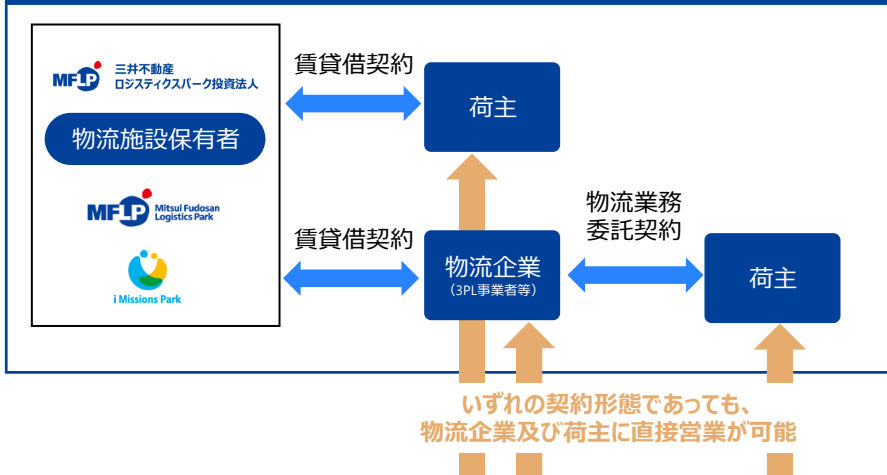 MFLP
三井不動産
ロジスティクスパーク投資法人
物流施設保有者
MFLP
Mitsui Fudosan
Logistics Park
i Missions Park
賃貸借契約
荷主
賃貸借契約
物流企業
（3PL事業者等）
物流業務
委託契約
荷主
いずれの契約形態であっても、
物流企業及び荷主に直接営業が可能